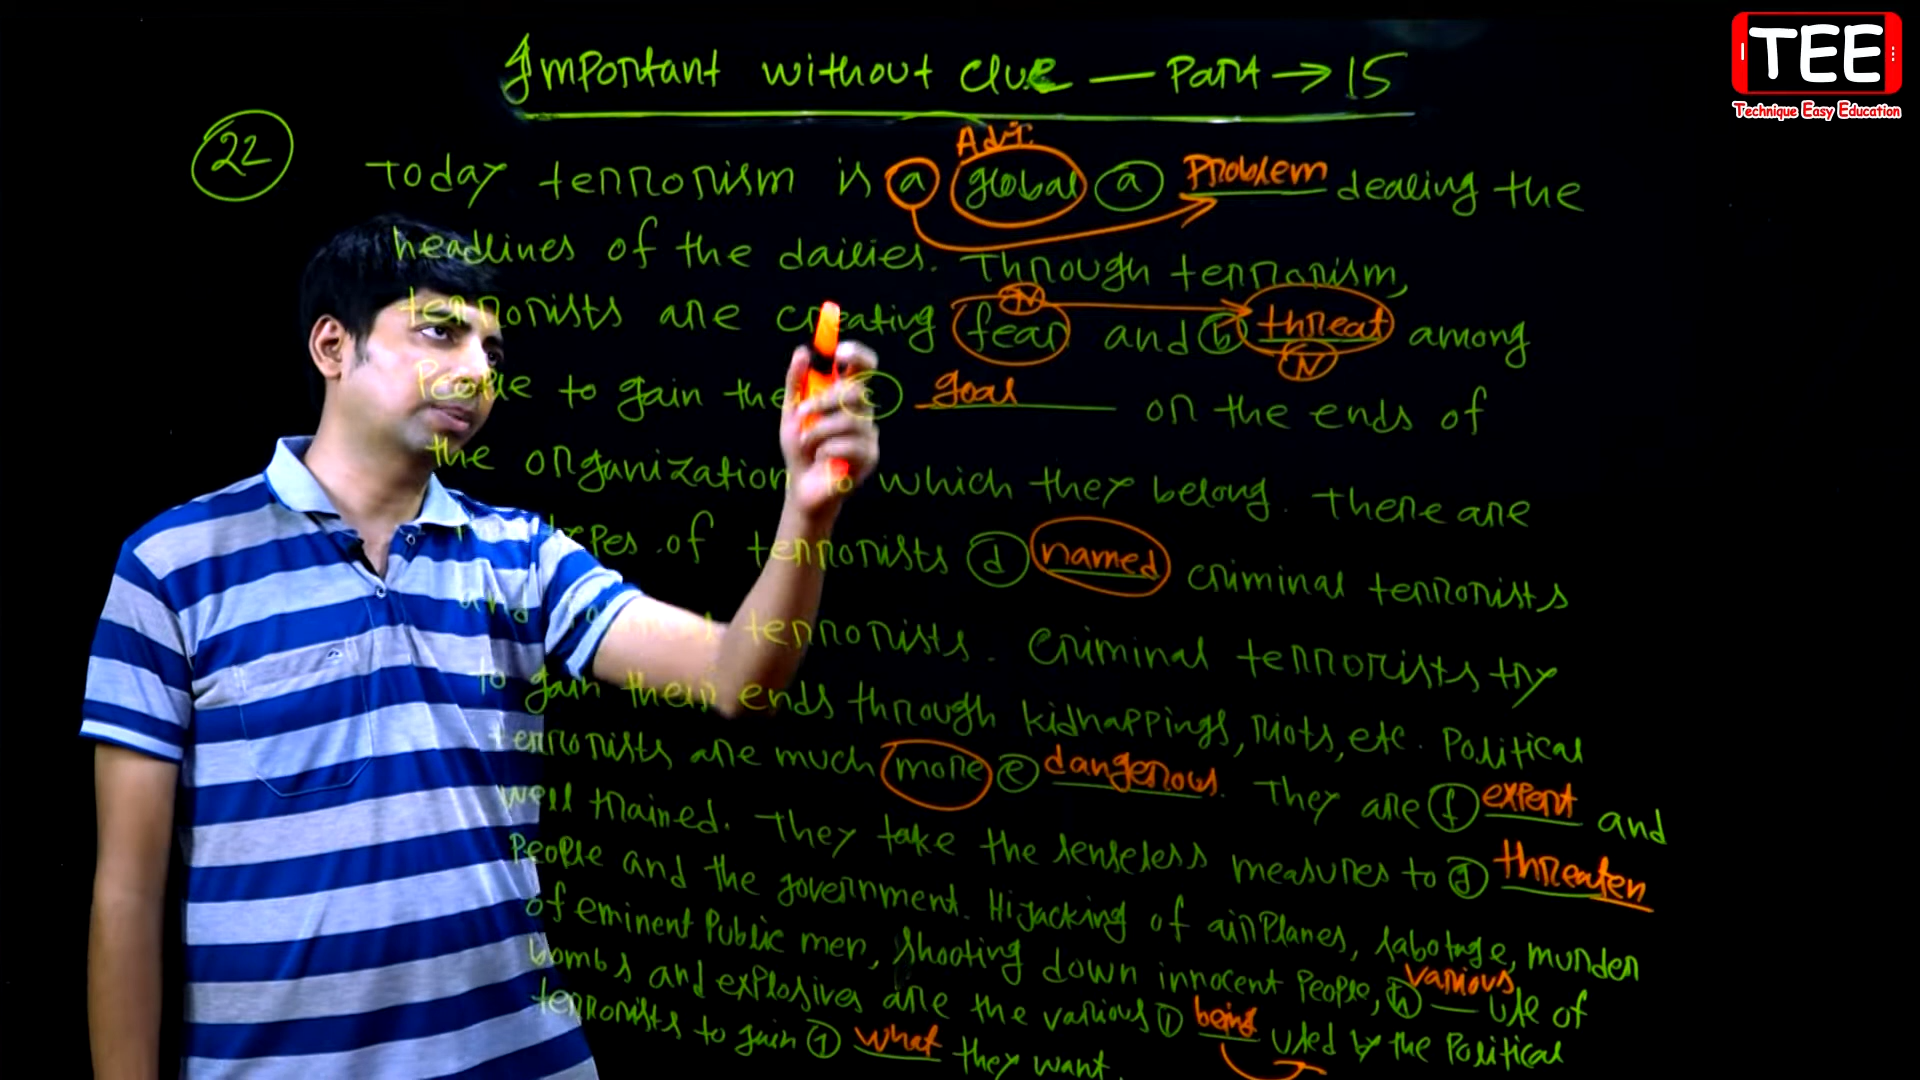 Important without clue — Part → 15
TEE
Technique Easy Education
22
Adj.
Today terrorism is a global (a) Problem dealing the
headlines of the dailies. Through terrorism,
N
terrorists are creating fear and (b) threat among
N
People to gain (c) goal on the ends of
the organization to which they belong. There are
of terrorists (d) named criminal terrorists
and terrorists. Criminal terrorists try
to gain their ends through kidnappings, riots, etc. Political
terrorists are much more (e) dangerous. They are (f) expert and
well trained. They take the senseless measures to (g) threaten
People and the government. Hijacking of airplanes, sabotage, murder
of eminent Public men, shooting down innocent People, (h) various use of
bombs and explosives are the various (i) being used by the Political
terrorists to gain (j) what they want.